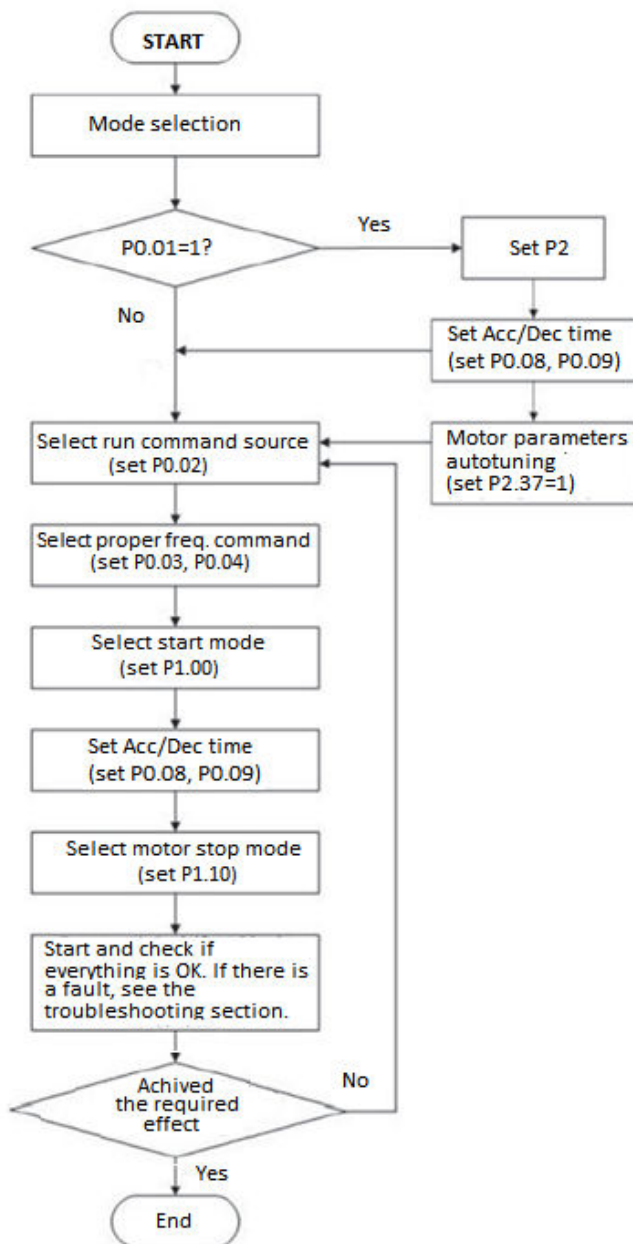 START
Mode selection
P0.01=1?
Yes
Set P2
No
Set Acc/Dec time
(set P0.08, P0.09)
Select run command source
(set P0.02)
Motor parameters
autotuning
(set P2.37=1)
Select proper freq. command
(set P0.03, P0.04)
Select start mode
(set P1.00)
Set Acc/Dec time
(set P0.08, P0.09)
Select motor stop mode
(set P1.10)
Start and check if
everything is OK. If there is
a fault, see the
troubleshooting section.
Achived
the required
effect
No
Yes
End